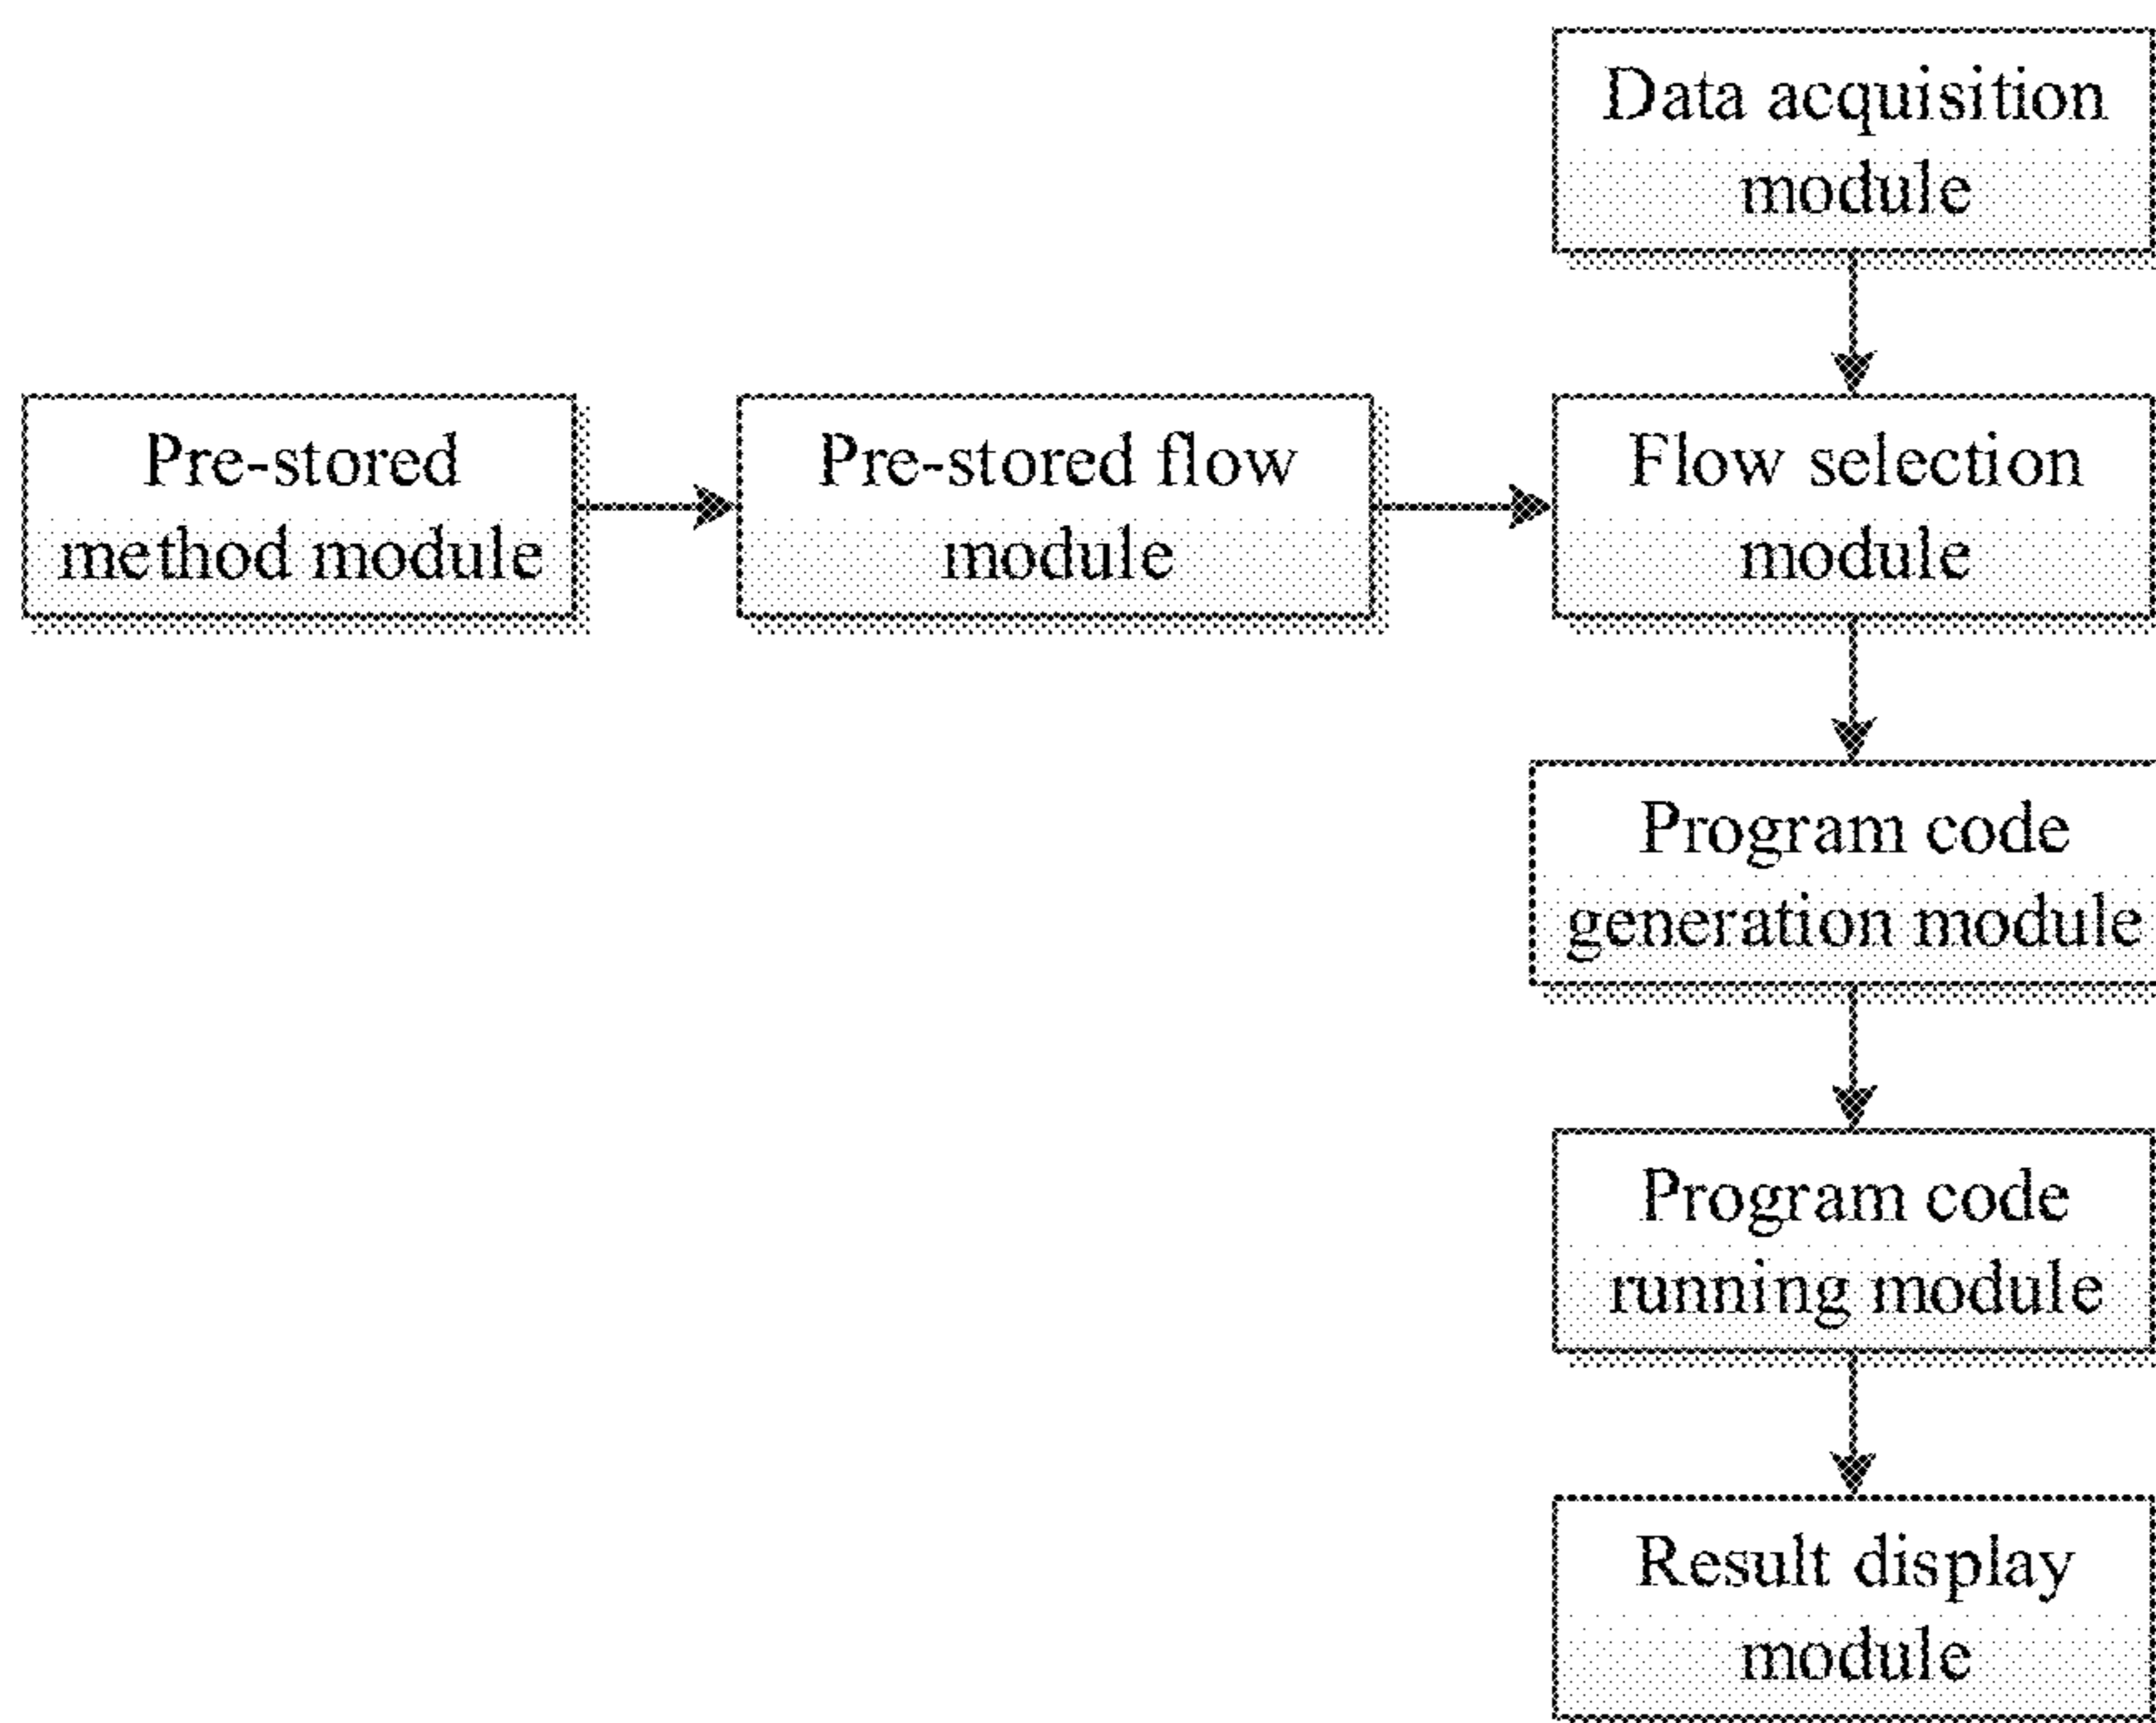 Data acquisition
module
Pre-stored
method module
Pre-stored flow
module
Flow selection
module
Program code
generation module
Program code
running module
Result display
module